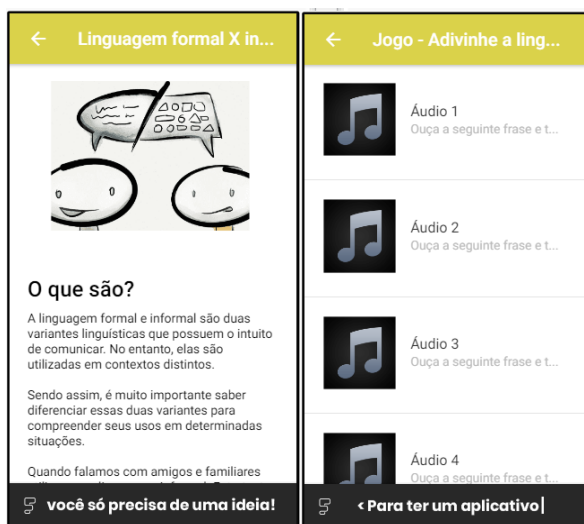 Linguagem formal X in...
O que são?
A linguagem formal e informal são duas
variantes linguísticas que possuem o intuito
de comunicar. No entanto, elas são
utilizadas em contextos distintos.
Sendo assim, é muito importante saber
diferenciar essas duas variantes para
compreender seus usos em determinadas
situações.
Quando falamos com amigos e familiares
você só precisa de uma ideia!
Jogo - Adivinhe a ling...
Áudio 1
Ouça a seguinte frase e t...
Áudio 2
Ouça a seguinte frase e t...
Áudio 3
Ouça a seguinte frase e t...
Áudio 4
Ouça a seguinte frase e t...
< Para ter um aplicativo|